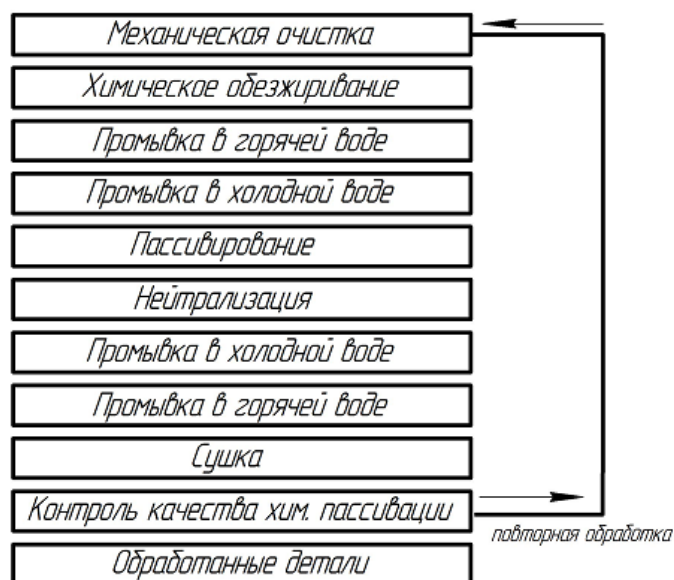 Механическая очистка
Химическое обезжиривание
Промывка в горячей воде
Промывка в холодной воде
Пассивирование
Нейтрализация
Промывка в холодной воде
Промывка в горячей воде
Сушка
Контроль качества хим. пассивации
повторная обработка
Обработанные детали